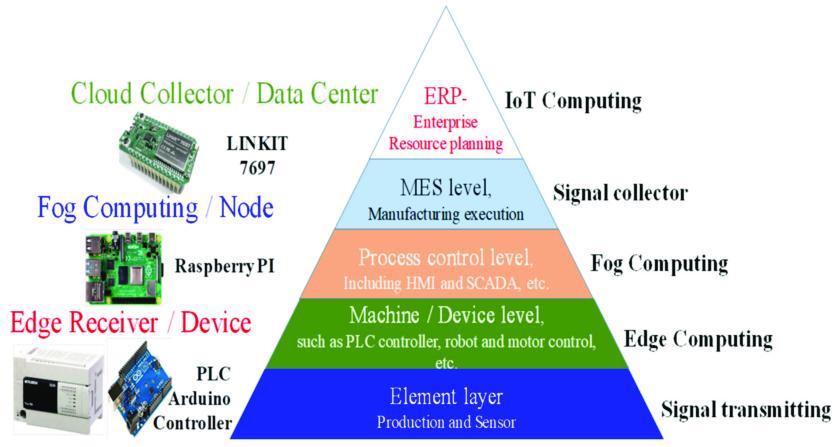 Cloud Collector / Data Center
LINKIT
7697
Fog Computing / Node
Raspberry PI
Edge Receiver / Device
PLC
Arduino
Controller
ERP-
Enterprise
Resource planning
MES level,
Manufacturing execution
Process control level,
Including HMI and SCADA, etc.
Machine / Device level,
such as PLC controller, robot and motor control,
etc.
Element layer
Production and Sensor
IoT Computing
Signal collector
Fog Computing
Edge Computing
Signal transmitting